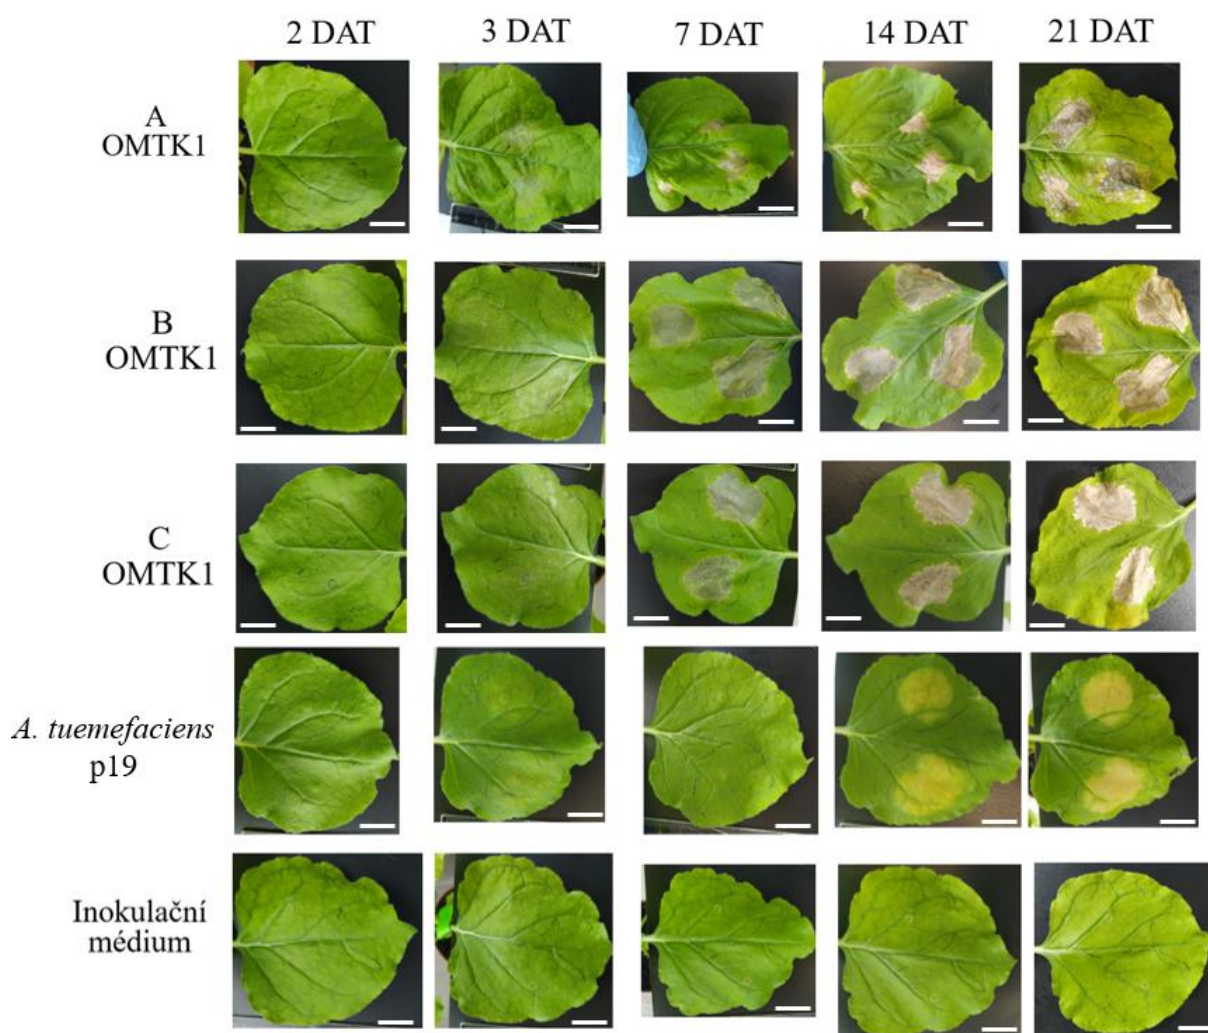 2 DAT 3 DAT 7 DAT 14 DAT 21 DAT
A
OMTK1
B
OMTK1
C
OMTK1
A. tuemefaciens
p19
Inokulační
médium